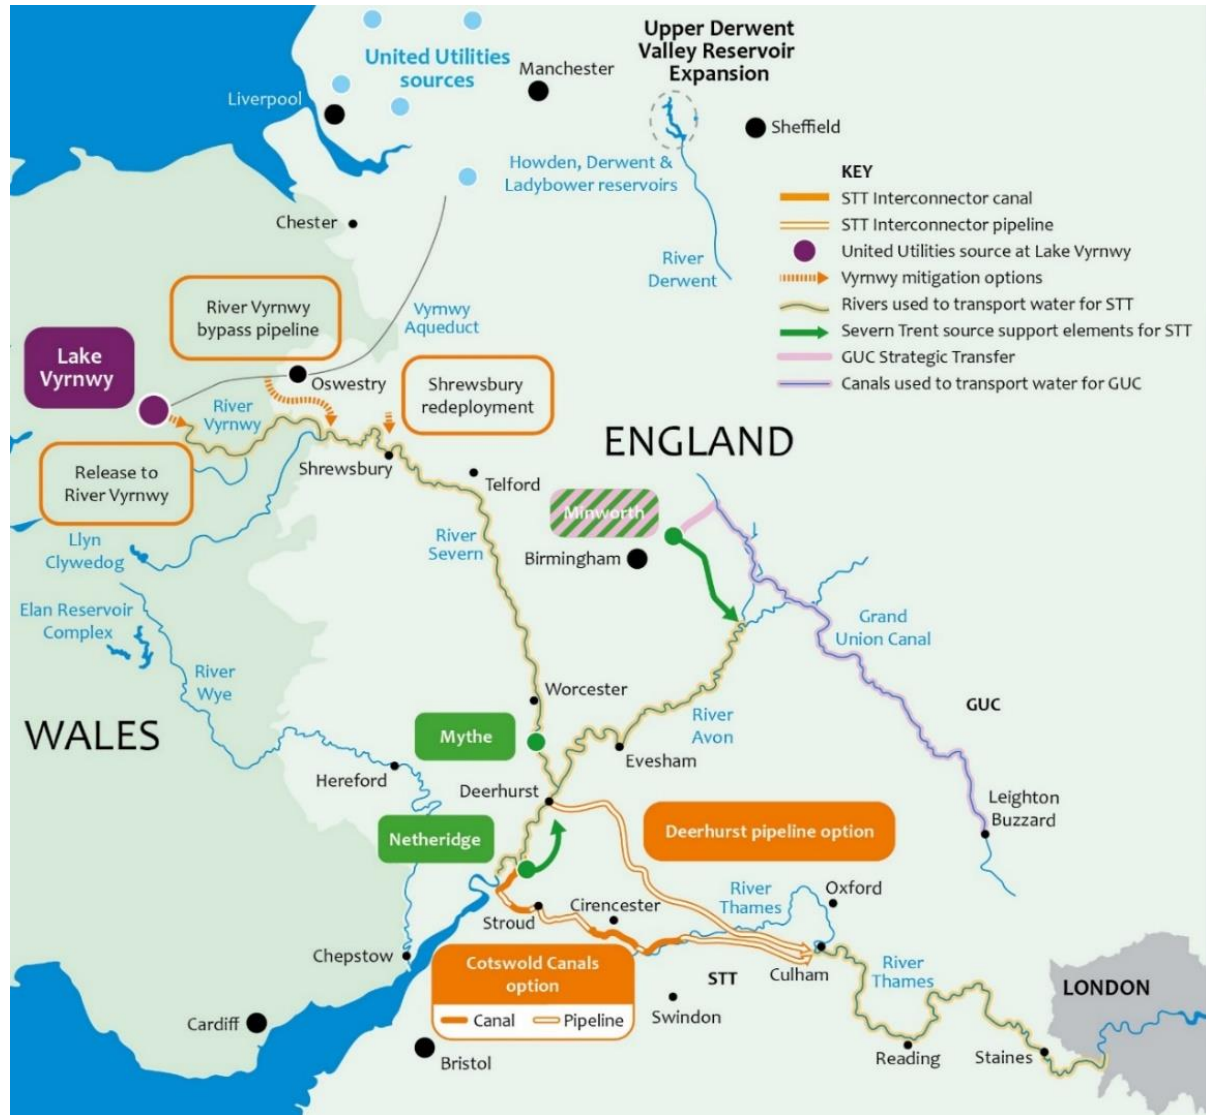 Upper Derwent
Valley Reservoir
Expansion
United Utilities
sources
Manchester
Liverpool
Sheffield
Howden, Derwent &
Ladybower reservoirs
KEY
STT Interconnector canal
STT Interconnector pipeline
United Utilities source at Lake Vyrnwy
Vyrnwy mitigation options
Rivers used to transport water for STT
Severn Trent source support elements for STT
GUC Strategic Transfer
Canals used to transport water for GUC
Chester
River
Derwent
River Vyrnwy
bypass pipeline
Vyrnwy
Aqueduct
Lake
Vyrnwy
Oswestry
Shrewsbury
redeployment
River
Vyrnwy
ENGLAND
Release to
River Vyrnwy
Shrewsbury
Telford
Minworth
Llyn
Clywedog
River
Severn
Birmingham
Elan Reservoir
Complex
Grand
Union Canal
River
Wye
Worcester
GUC
WALES
Mythe
River
Avon
Evesham
Hereford
Deerhurst
Leighton
Buzzard
Netheridge
Deerhurst pipeline option
River
Thames
Oxford
Cirencester
Stroud
Chepstow
Cotswold Canals
option
Canal
Pipeline
STT
Culham
River
Thames
LONDON
Swindon
Cardiff
Bristol
Reading
Staines